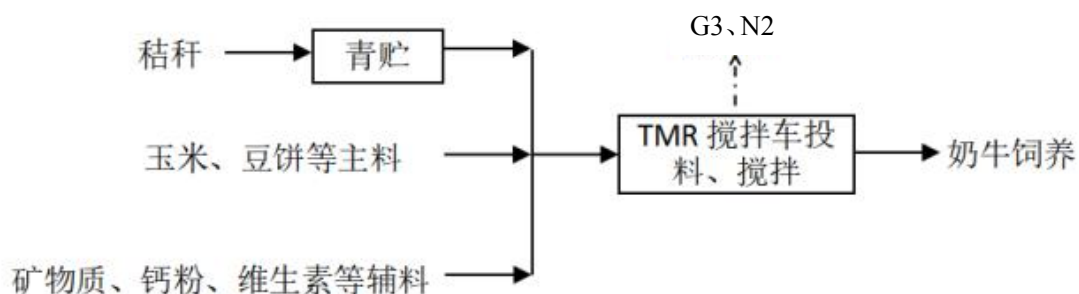 G3、N2
秸秆
青贮
玉米、豆饼等主料
TMR 搅拌车投
料、搅拌
奶牛饲养
矿物质、钙粉、维生素等辅料